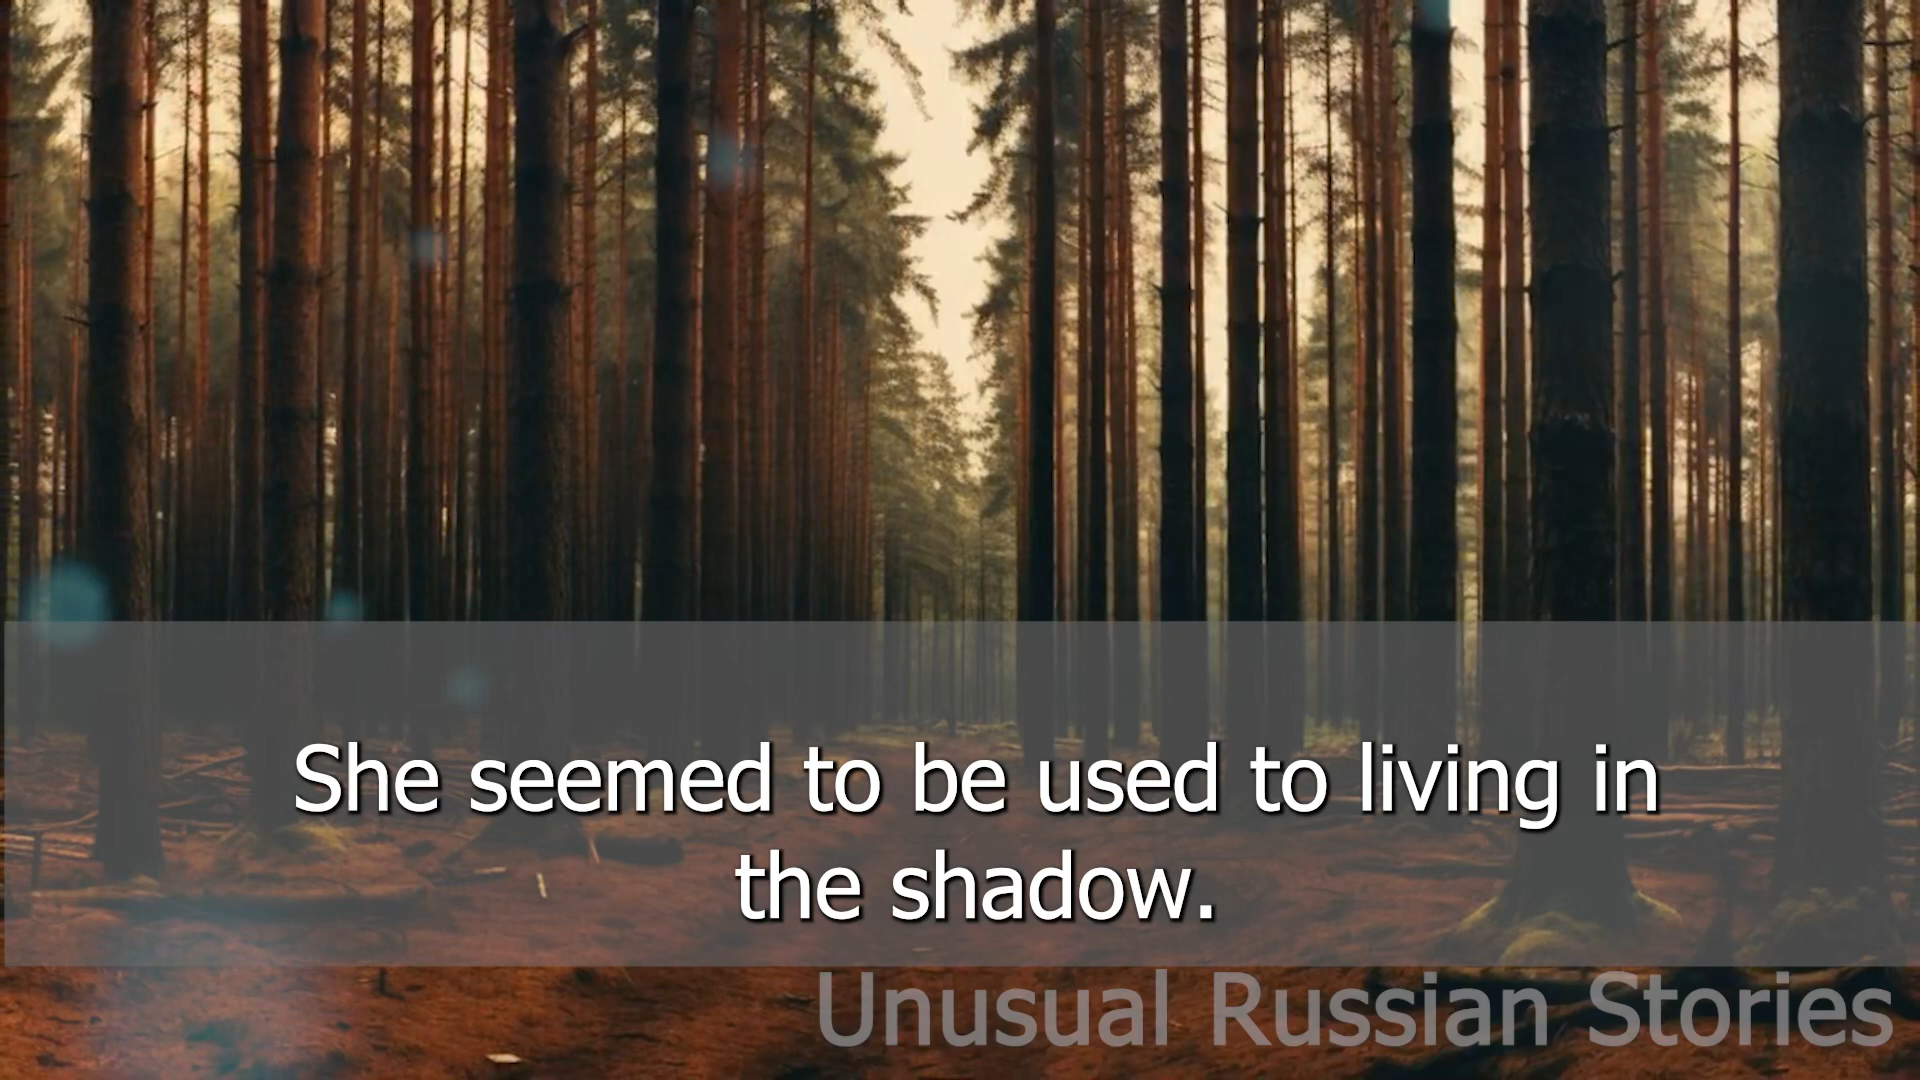 She seemed to be used to living in
the shadow.
Unusual Russian Stories